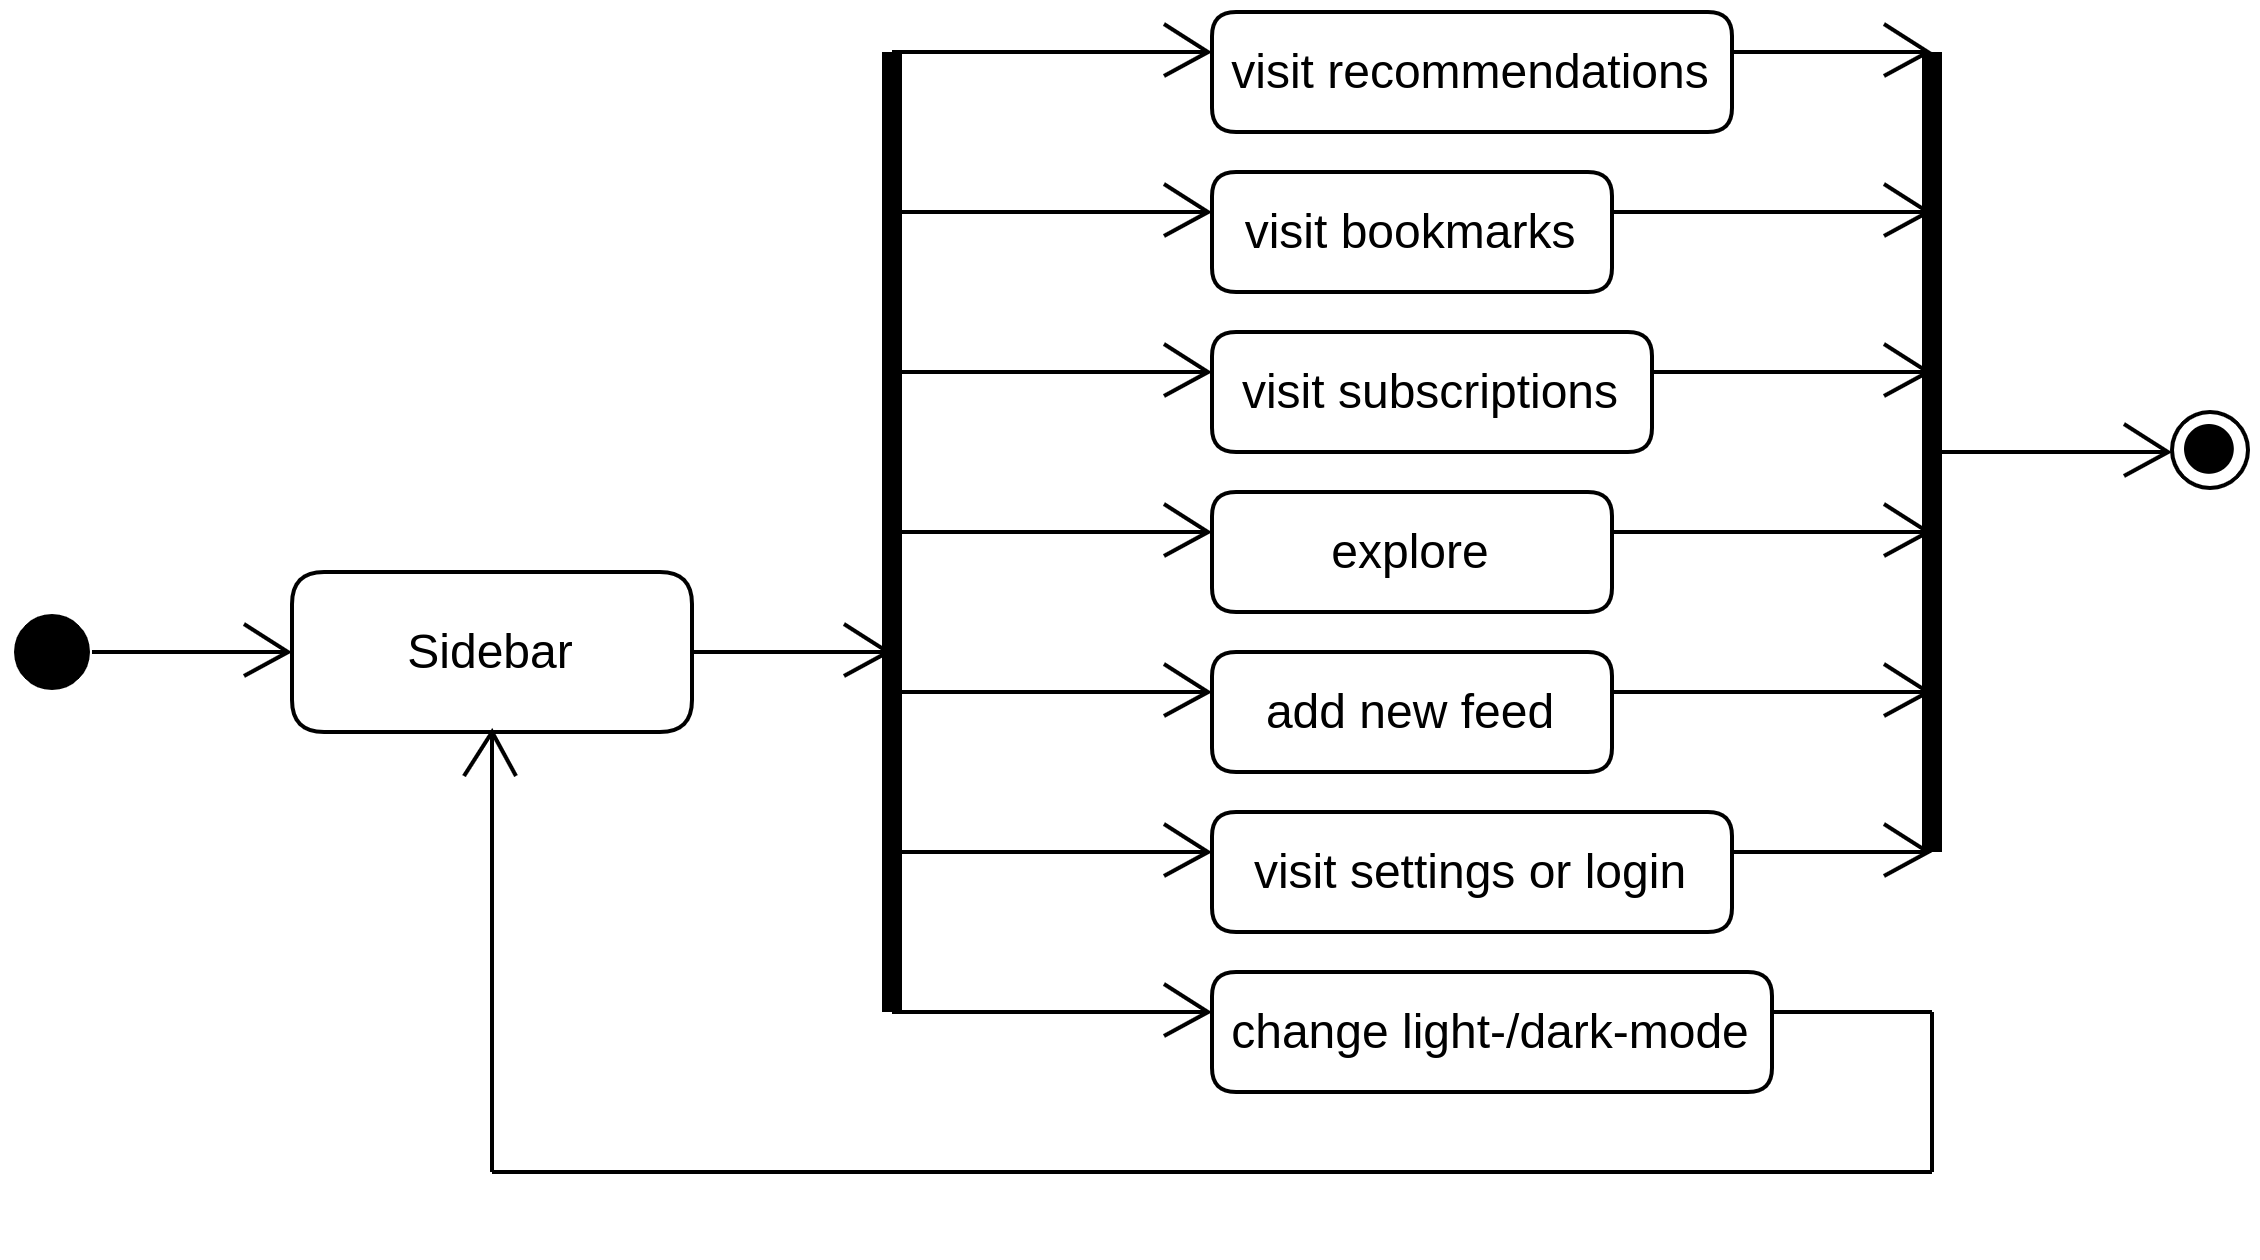 visit recommendations
visit bookmarks
visit subscriptions
explore
Sidebar
add new feed
visit settings or login
change light-/dark-mode